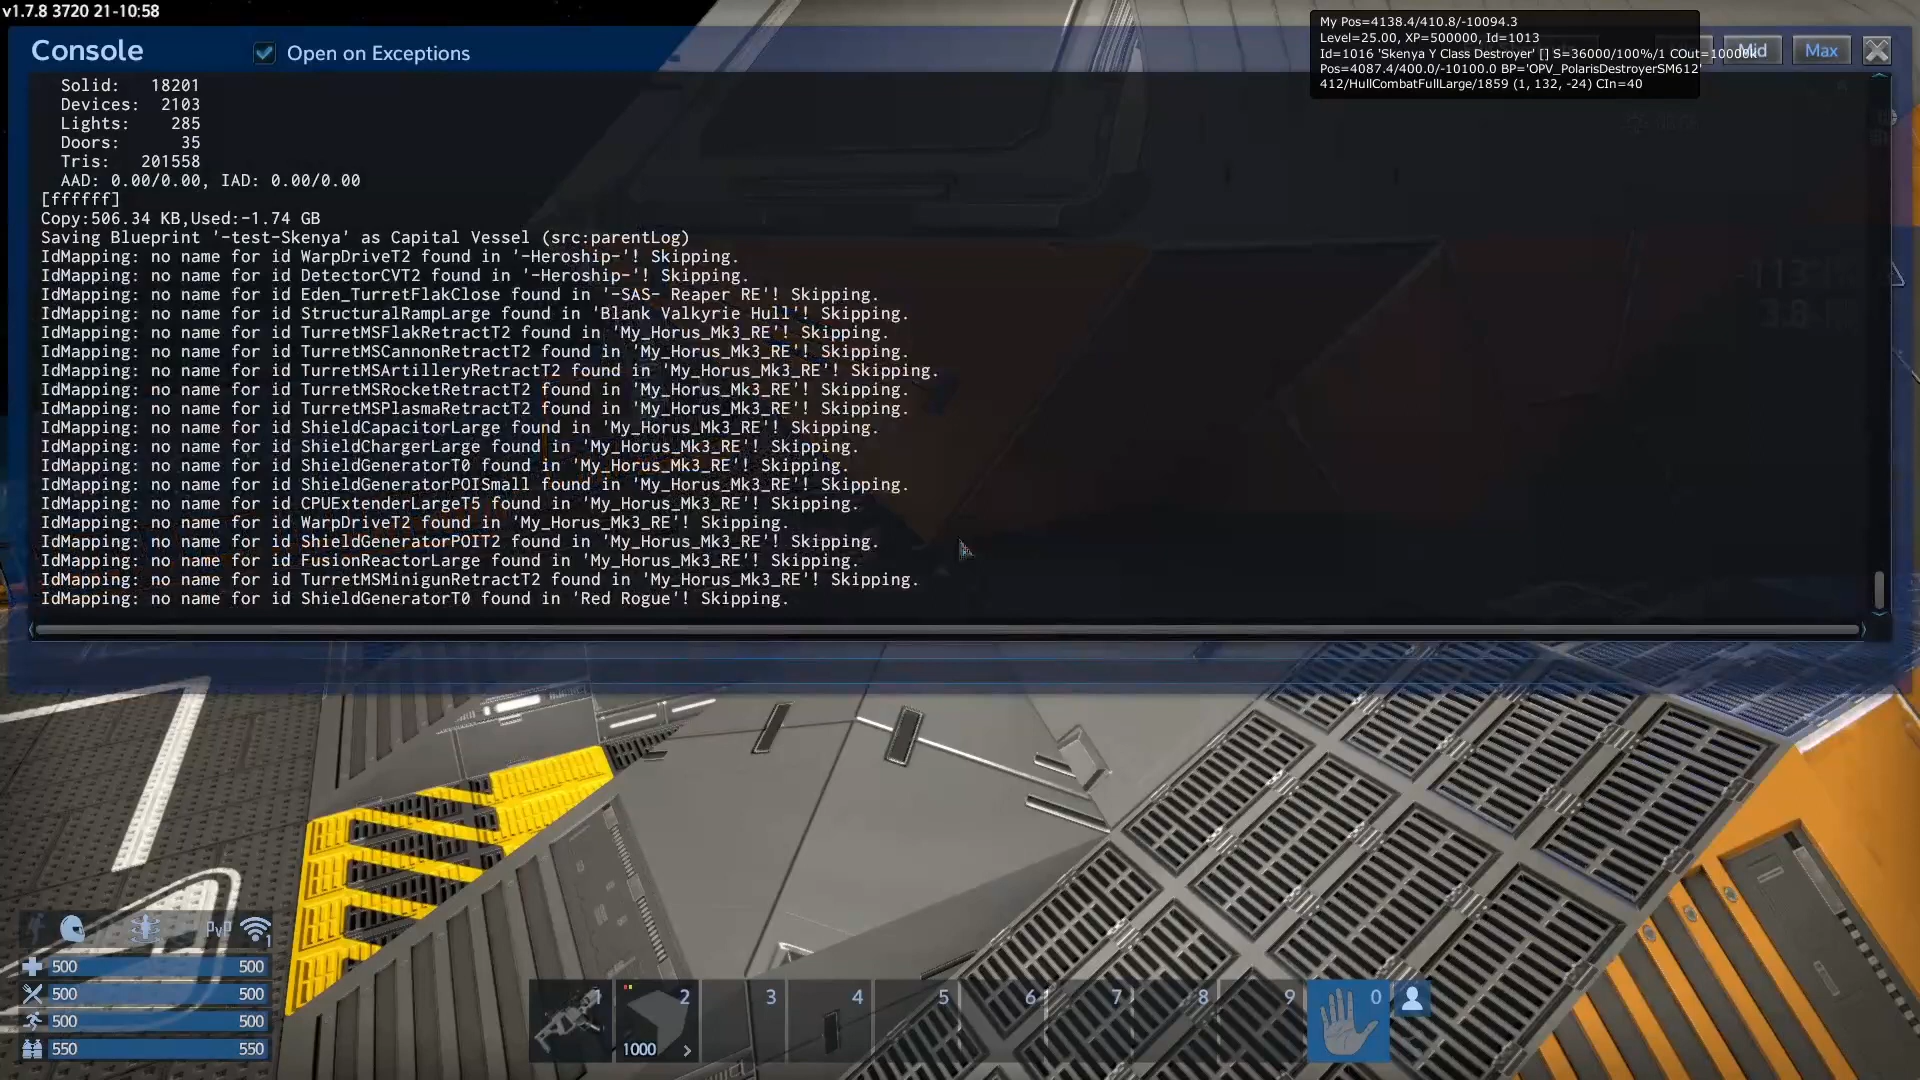 v1.7.8 3720 21-10:58
My Pos=4138.4/410.8/-10094.3
Level=25.00, XP=500000, Id=1013
Id=1016 'Skenya Y Class Destroyer' [] S=36000/100%/1 COut=10000k
Pos=4087.4/400.0/-10100.0 BP='OPV_PolarisDestroyerSM612'
412/HullCombatFullLarge/1859 (1, 132, -24) CIn=40
Console
Open on Exceptions
Mid
Max
Solid: 18201
Devices: 2103
Lights: 285
Doors: 35
Tris: 201558
AAD: 0.00/0.00, IAD: 0.00/0.00
[ffffff]
Copy:506.34 KB,Used:-1.74 GB
Saving Blueprint '-test-Skenya' as Capital Vessel (src:parentLog)
IdMapping: no name for id WarpDriveT2 found in '-Heroship-'! Skipping.
IdMapping: no name for id DetectorCVT2 found in '-Heroship-'! Skipping.
IdMapping: no name for id Eden_TurretFlakClose found in '-SAS- Reaper RE'! Skipping.
IdMapping: no name for id StructuralRampLarge found in 'Blank Valkyrie Hull'! Skipping.
IdMapping: no name for id TurretMSFlakRetractT2 found in 'My_Horus_Mk3_RE'! Skipping.
IdMapping: no name for id TurretMSCannonRetractT2 found in 'My_Horus_Mk3_RE'! Skipping.
IdMapping: no name for id TurretMSArtilleryRetractT2 found in 'My_Horus_Mk3_RE'! Skipping.
IdMapping: no name for id TurretMSRocketRetractT2 found in 'My_Horus_Mk3_RE'! Skipping.
IdMapping: no name for id TurretMSPlasmaRetractT2 found in 'My_Horus_Mk3_RE'! Skipping.
IdMapping: no name for id ShieldCapacitorLarge found in 'My_Horus_Mk3_RE'! Skipping.
IdMapping: no name for id ShieldChargerLarge found in 'My_Horus_Mk3_RE'! Skipping.
IdMapping: no name for id ShieldGeneratorT0 found in 'My_Horus_Mk3_RE'! Skipping.
IdMapping: no name for id ShieldGeneratorPOISmall found in 'My_Horus_Mk3_RE'! Skipping.
IdMapping: no name for id CPUExtenderLargeT5 found in 'My_Horus_Mk3_RE'! Skipping.
IdMapping: no name for id WarpDriveT2 found in 'My_Horus_Mk3_RE'! Skipping.
IdMapping: no name for id ShieldGeneratorPOIT2 found in 'My_Horus_Mk3_RE'! Skipping.
IdMapping: no name for id FusionReactorLarge found in 'My_Horus_Mk3_RE'! Skipping.
IdMapping: no name for id TurretMSMinigunRetractT2 found in 'My_Horus_Mk3_RE'! Skipping.
IdMapping: no name for id ShieldGeneratorT0 found in 'Red Rogue'! Skipping.
PvP 1
500 500
500 500
500 500
550 550
1 2 3 4 5 6 7 8 9 0
1000